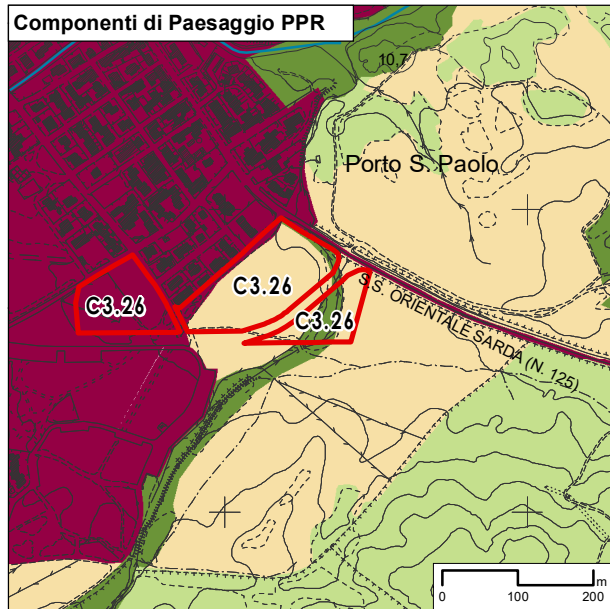 Componenti di Paesaggio PPR
10,7
Porto S. Paolo
C3.26
C3.26
C3.26
S.S. ORIENTALE SARDA (N. 125)
m
0 100 200